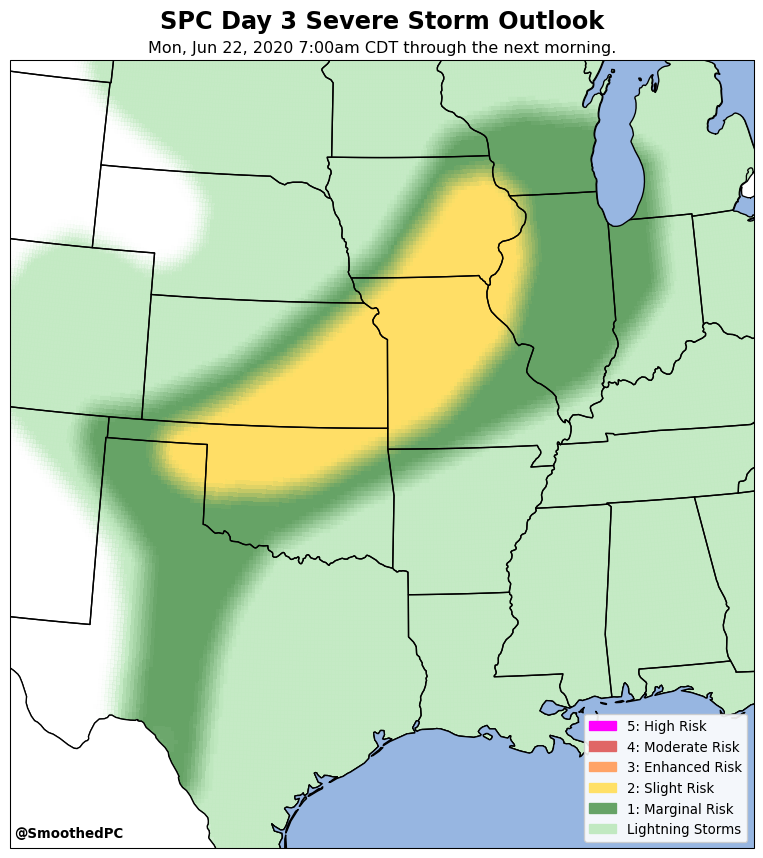 SPC Day 3 Severe Storm Outlook
Mon, Jun 22, 2020 7:00am CDT through the next morning.
5: High Risk
4: Moderate Risk
3: Enhanced Risk
2: Slight Risk
1: Marginal Risk
Lightning Storms
@SmoothedPC